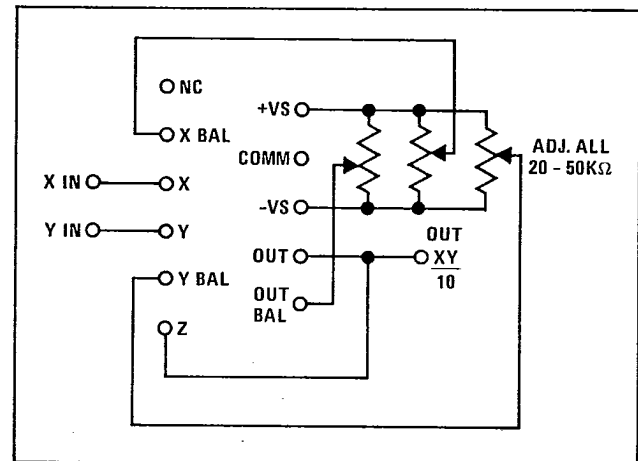 NC
+VS
X BAL
COMM
ADJ. ALL
20 - 50KΩ
X IN
X
-VS
Y IN
Y
OUT
OUT
XY
10
Y BAL
OUT
BAL
Z